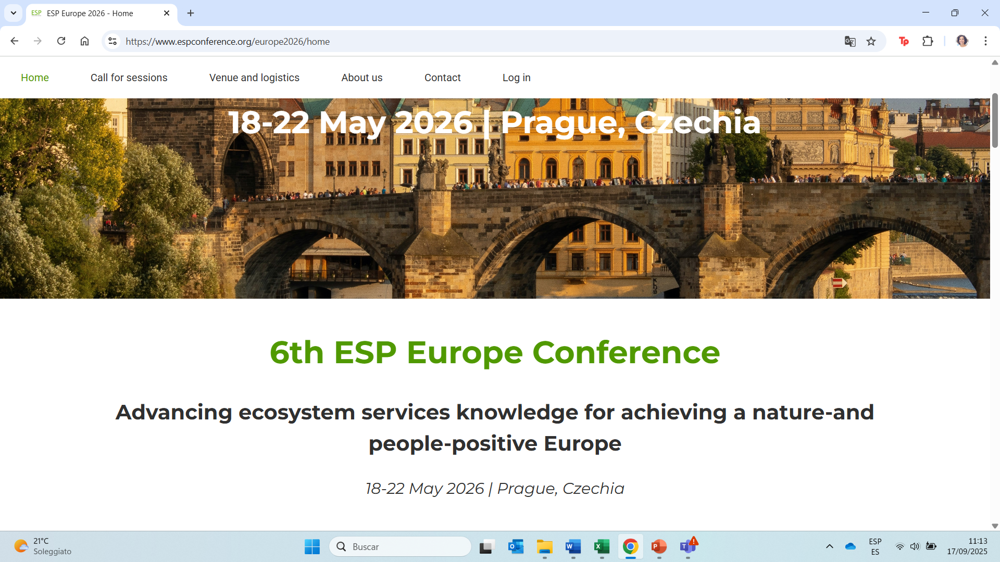 ESP ESP Europe 2026 - Home
https://www.espconference.org/europe2026/home
Home Call for sessions Venue and logistics About us Contact Log in
18-22 May 2026 | Prague, Czechia
6th ESP Europe Conference
Advancing ecosystem services knowledge for achieving a nature-and
people-positive Europe
18-22 May 2026 | Prague, Czechia
21°C
Soleggiato
Buscar
ESP
ES
11:13
17/09/2025